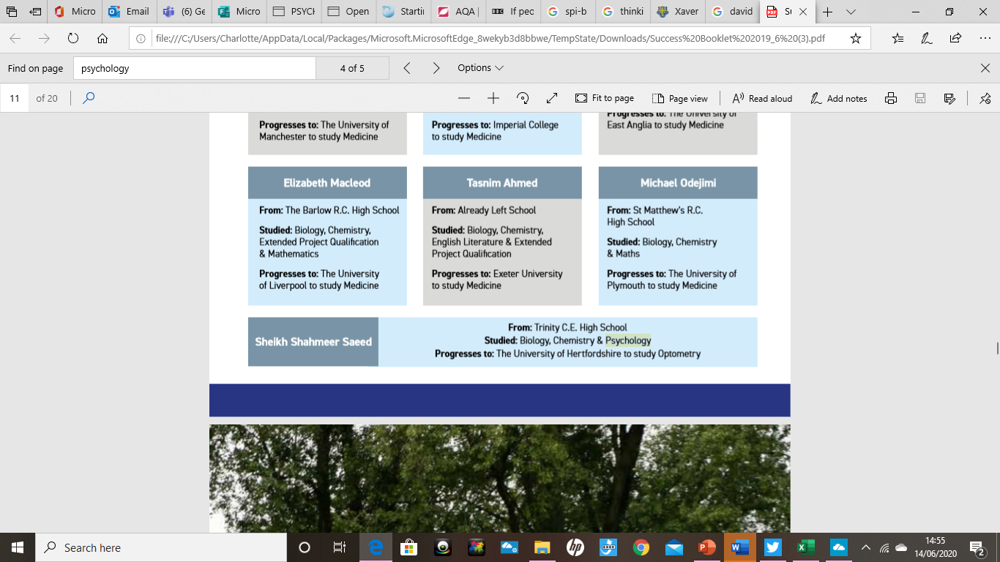 Micro
Email
(6) Ge
Micro
PSYCH
Open
Startin
AQA |
BBC If peo
spi-b
thinki
Xaver
david
PDF Su
file:///C:/Users/Charlotte/AppData/Local/Packages/Microsoft.MicrosoftEdge_8wekyb3d8bbwe/TempState/Downloads/Success%20Booklet%202019_6%20(3).pdf
Find on page psychology 4 of 5 Options
11 of 20 Fit to page Page view Read aloud Add notes
Progresses to: The University of
Manchester to study Medicine
Progresses to: Imperial College
to study Medicine
Progresses to: The University of
East Anglia to study Medicine
Elizabeth Macleod
From: The Barlow R.C. High School
Studied: Biology, Chemistry,
Extended Project Qualification
& Mathematics
Progresses to: The University
of Liverpool to study Medicine
Tasnim Ahmed
From: Already Left School
Studied: Biology, Chemistry,
English Literature & Extended
Project Qualification
Progresses to: Exeter University
to study Medicine
Michael Odejimi
From: St Matthew's R.C.
High School
Studied: Biology, Chemistry
& Maths
Progresses to: The University of
Plymouth to study Medicine
Sheikh Shahmeer Saeed
From: Trinity C.E. High School
Studied: Biology, Chemistry & Psychology
Progresses to: The University of Hertfordshire to study Optometry
Search here
14:55
14/06/2020
2